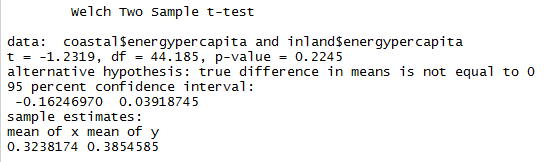 Welch Two Sample t-test
data:  coastal$energypercapita and inland$energypercapita
t = -1.2319, df = 44.185, p-value = 0.2245
alternative hypothesis: true difference in means is not equal to 0
95 percent confidence interval:
-0.16246970  0.03918745
sample estimates:
mean of x mean of y
0.3238174 0.3854585